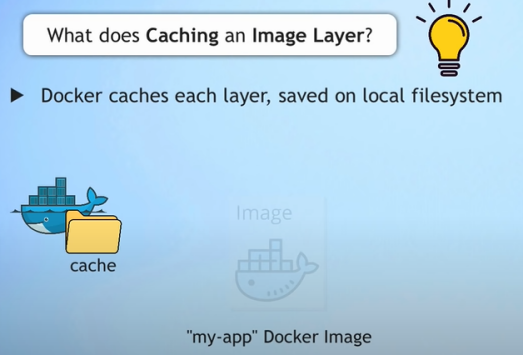 What does Caching an Image Layer?
Docker caches each layer, saved on local filesystem
Image
cache
"my-app" Docker Image